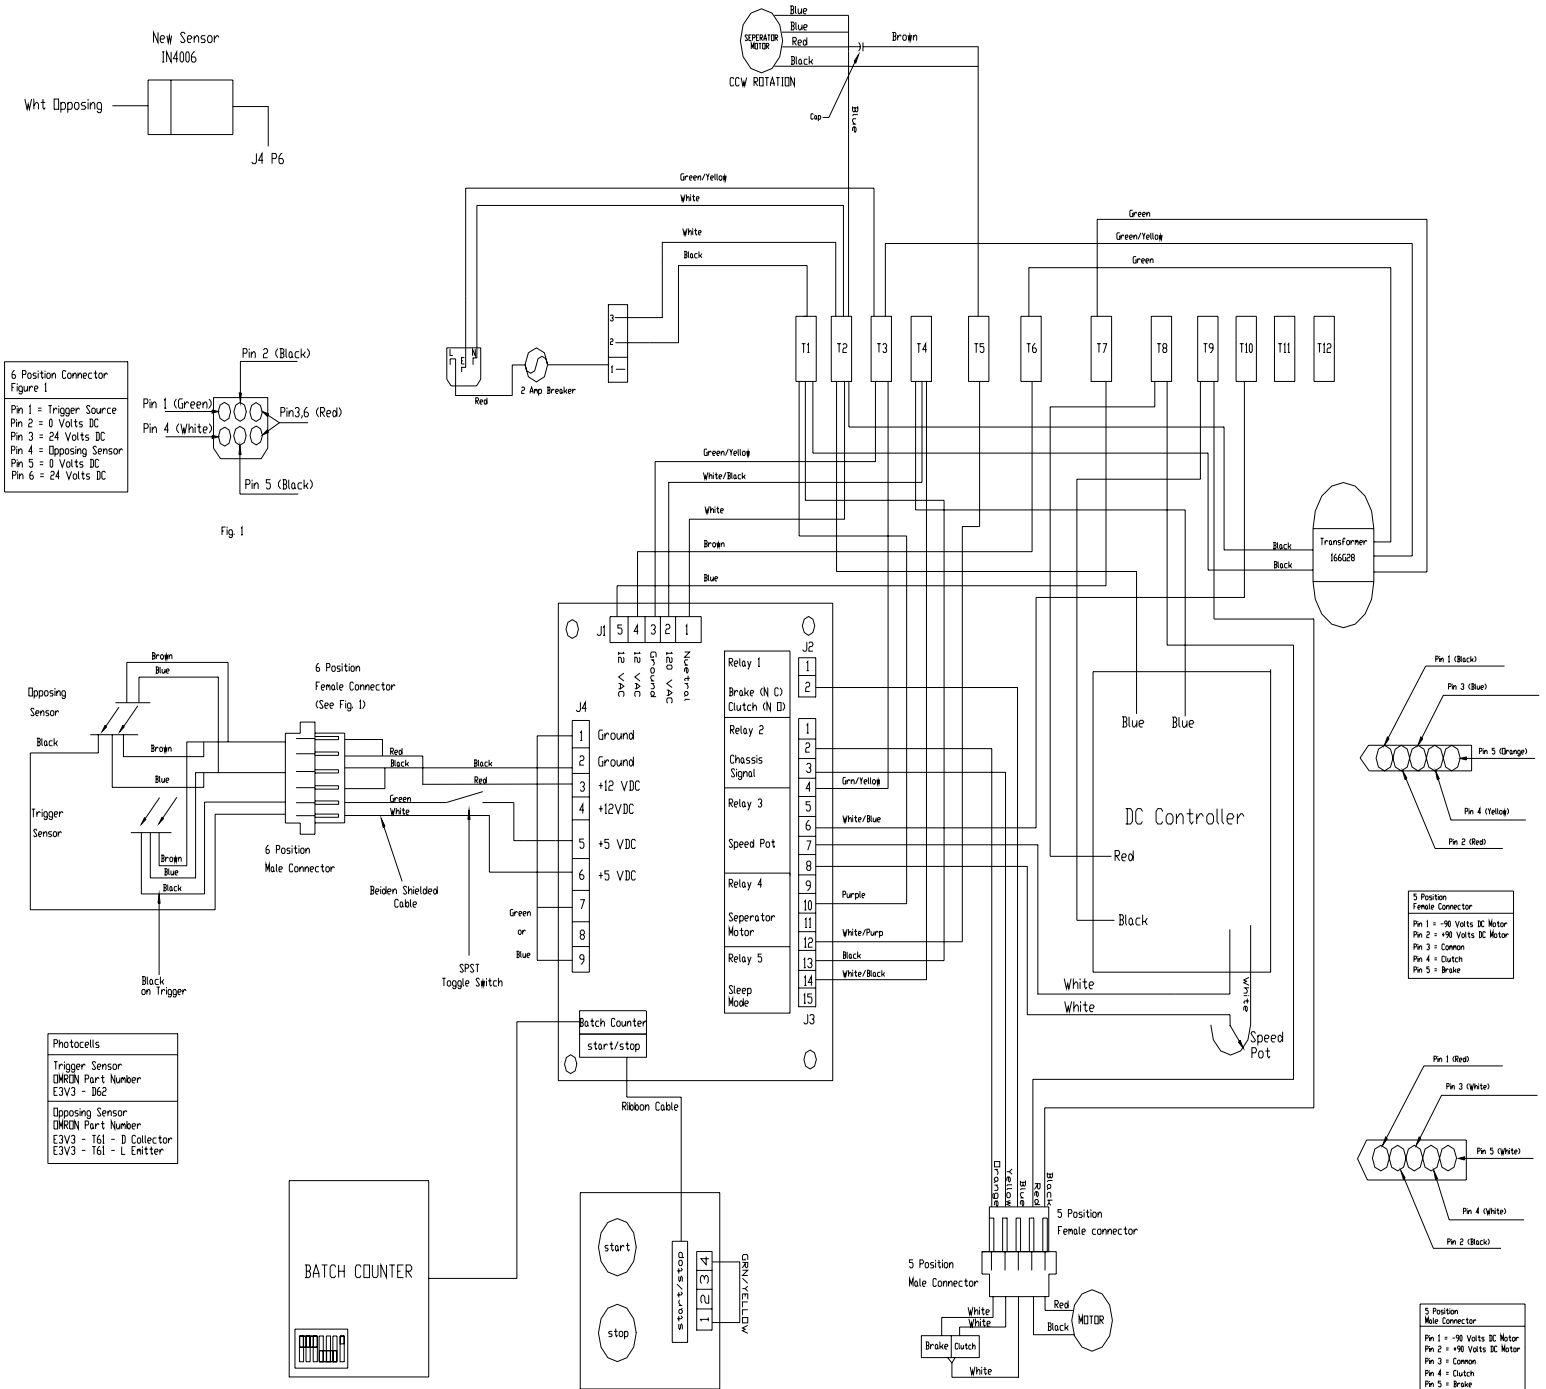 New Sensor
IN4006
Wht Opposing
J4 P6
Blue
Blue
Red
Black
Brown
SEPERATOR
MOTOR
CCW ROTATION
Cap
Blue
Green/Yellow
White
White
Black
Green
Green/Yellow
Green
3
2
1
L
E
N
Red
2 Amp Breaker
T1
T2
T3
T4
T5
T6
T7
T8
T9
T10
T11
T12
6 Position Connector
Figure 1
Pin 1 = Trigger Source
Pin 2 = 0 Volts DC
Pin 3 = 24 Volts DC
Pin 4 = Opposing Sensor
Pin 5 = 0 Volts DC
Pin 6 = 24 Volts DC
Pin 2 (Black)
Pin 1 (Green)
Pin3,6 (Red)
Pin 4 (White)
Pin 5 (Black)
Fig. 1
Green/Yellow
White/Black
White
Brown
Blue
Black
Black
Transformer
166G28
J1
5
4
3
2
1
12 VAC
12 VAC
Ground
120 VAC
Nuetral
J2
1
2
Relay 1
Brake (N C)
Clutch (N O)
Relay 2
Chassis
Signal
Relay 3
Speed Pot
Relay 4
Seperator
Motor
Relay 5
Sleep
Mode
1
2
3
4
5
6
7
8
9
10
11
12
13
14
15
J3
Grn/Yellow
White/Blue
Purple
White/Purp
Black
White/Black
J4
1 Ground
2 Ground
3 +12 VDC
4 +12VDC
5 +5 VDC
6 +5 VDC
7
8
9
Green
or
Blue
Batch Counter
start/stop
Ribbon Cable
Opposing
Sensor
Brown
Blue
Black
Brown
Blue
Trigger
Sensor
Brown
Blue
Black
Black
on Trigger
6 Position
Female Connector
(See Fig. 1)
6 Position
Male Connector
Red
Black
Black
Red
Green
White
Beiden Shielded
Cable
SPST
Toggle Switch
Photocells
Trigger Sensor
OMRON Part Number
E3V3 - D62
Opposing Sensor
OMRON Part Number
E3V3 - T61 - D Collector
E3V3 - T61 - L Emitter
BATCH COUNTER
start
stop
start/stop
1
2
3
4
GRN/YELLOW
Blue
Blue
DC Controller
Red
Black
White
White
White
Speed
Pot
Orange
Yellow
Blue
Red
Black
5 Position
Female connector
5 Position
Male Connector
White
White
Red
Black
MOTOR
Brake
Clutch
White
Pin 1 (Black)
Pin 3 (Blue)
Pin 5 (Orange)
Pin 4 (Yellow)
Pin 2 (Red)
5 Position
Female Connector
Pin 1 = -90 Volts DC Motor
Pin 2 = +90 Volts DC Motor
Pin 3 = Common
Pin 4 = Clutch
Pin 5 = Brake
Pin 1 (Red)
Pin 3 (White)
Pin 5 (White)
Pin 4 (White)
Pin 2 (Black)
5 Position
Male Connector
Pin 1 = -90 Volts DC Motor
Pin 2 = +90 Volts DC Motor
Pin 3 = Common
Pin 4 = Clutch
Pin 5 = Brake